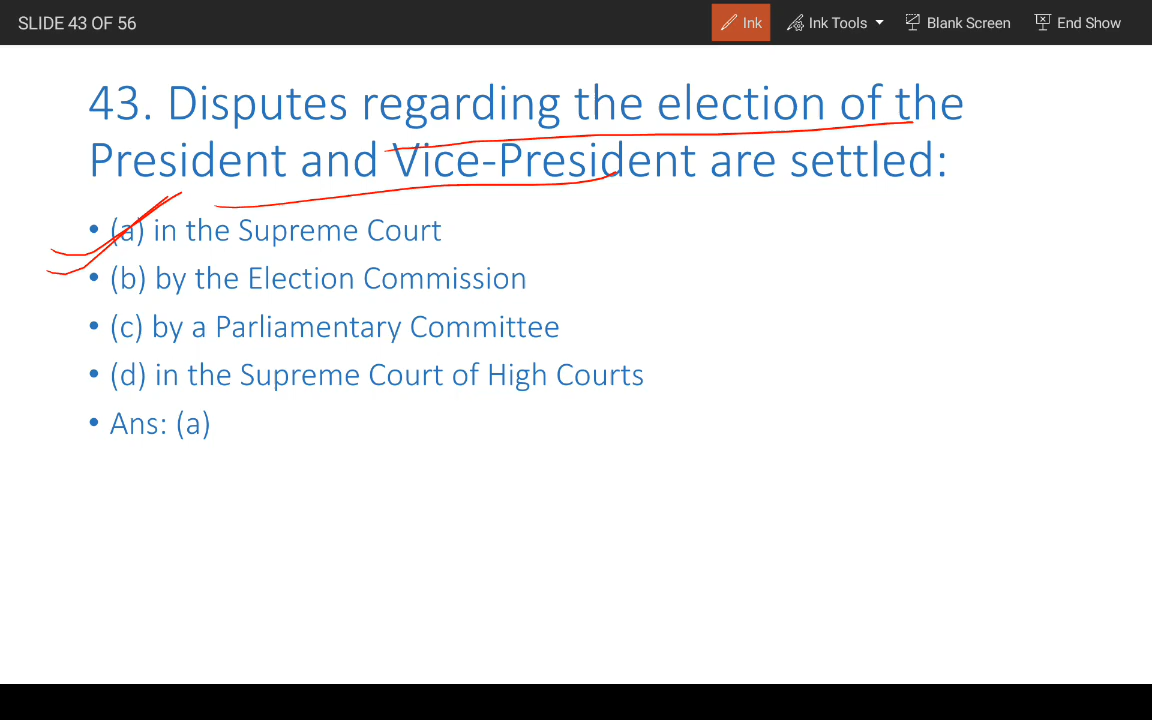 SLIDE 43 OF 56 Ink Ink Tools Blank Screen End Show
43. Disputes regarding the election of the
President and Vice-President are settled:
• (a) in the Supreme Court
• (b) by the Election Commission
• (c) by a Parliamentary Committee
• (d) in the Supreme Court of High Courts
• Ans: (a)